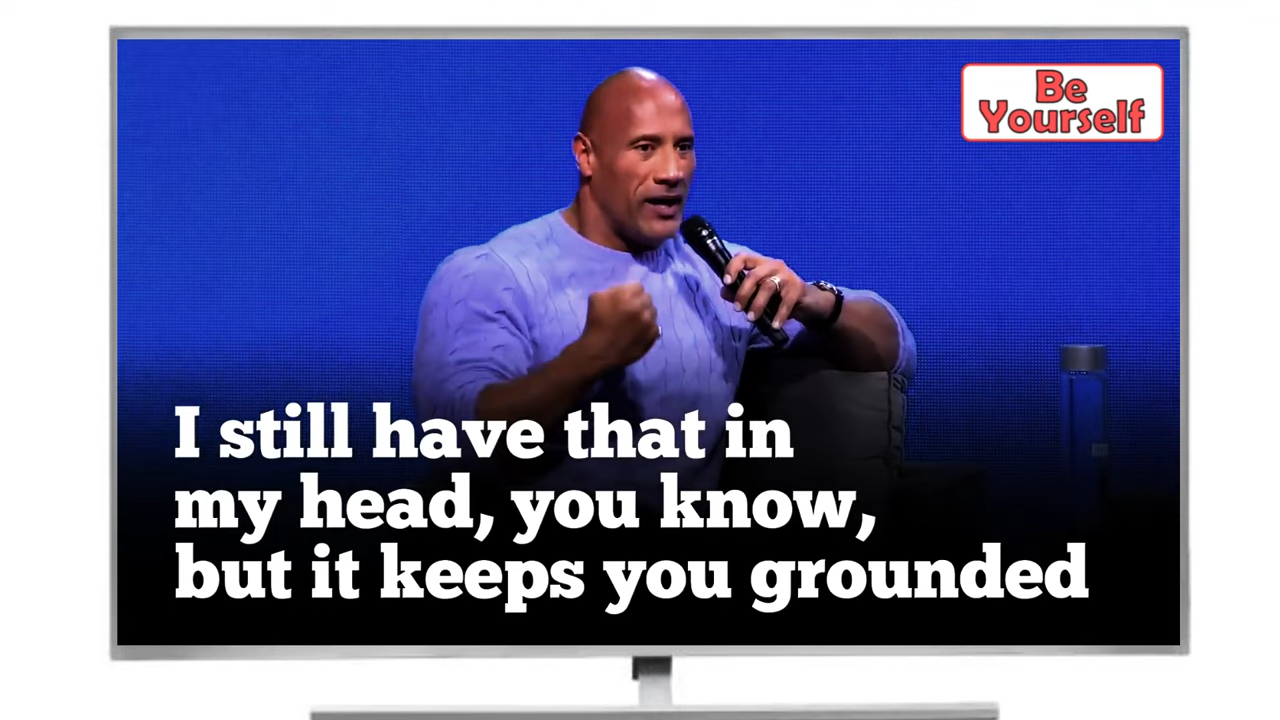 Be
Yourself
I still have that in
my head, you know,
but it keeps you grounded